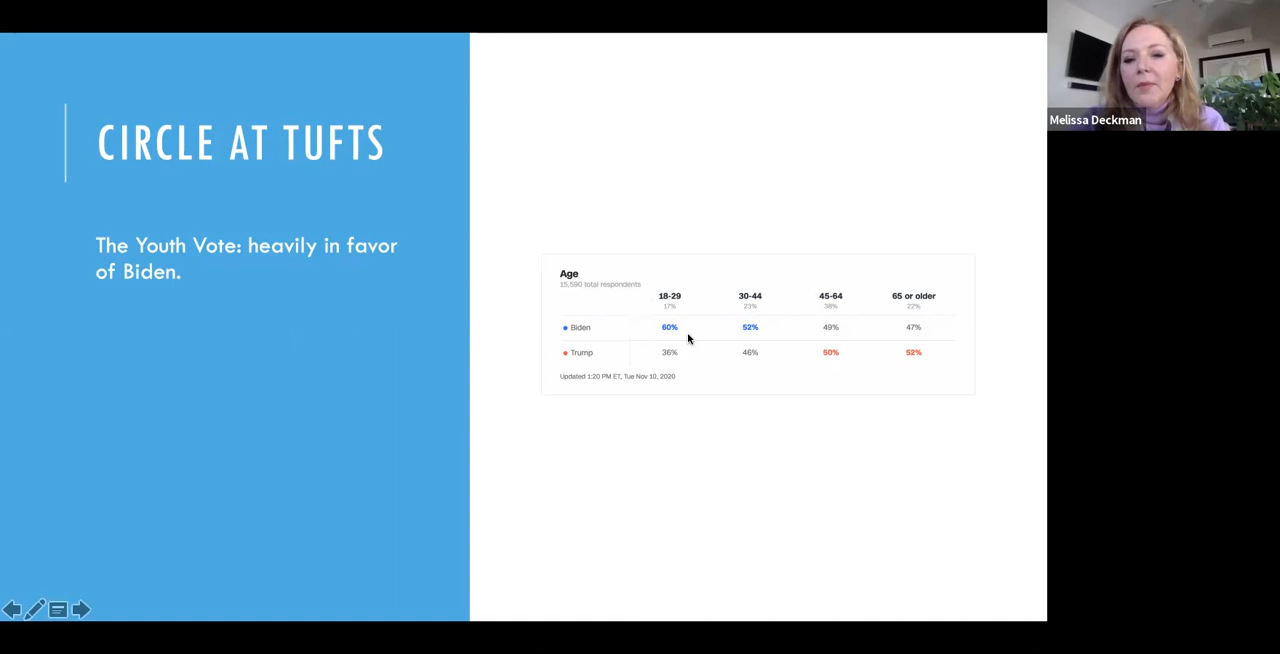 CIRCLE AT TUFTS
The Youth Vote: heavily in favor
of Biden.
Age
15,590 total respondents
18-29 30-44 45-64 65 or older
17% 23% 38% 22%
Biden 60% 52% 49% 47%
Trump 36% 46% 50% 52%
Updated 1:20 PM ET, Tue Nov 10, 2020
Melissa Deckman